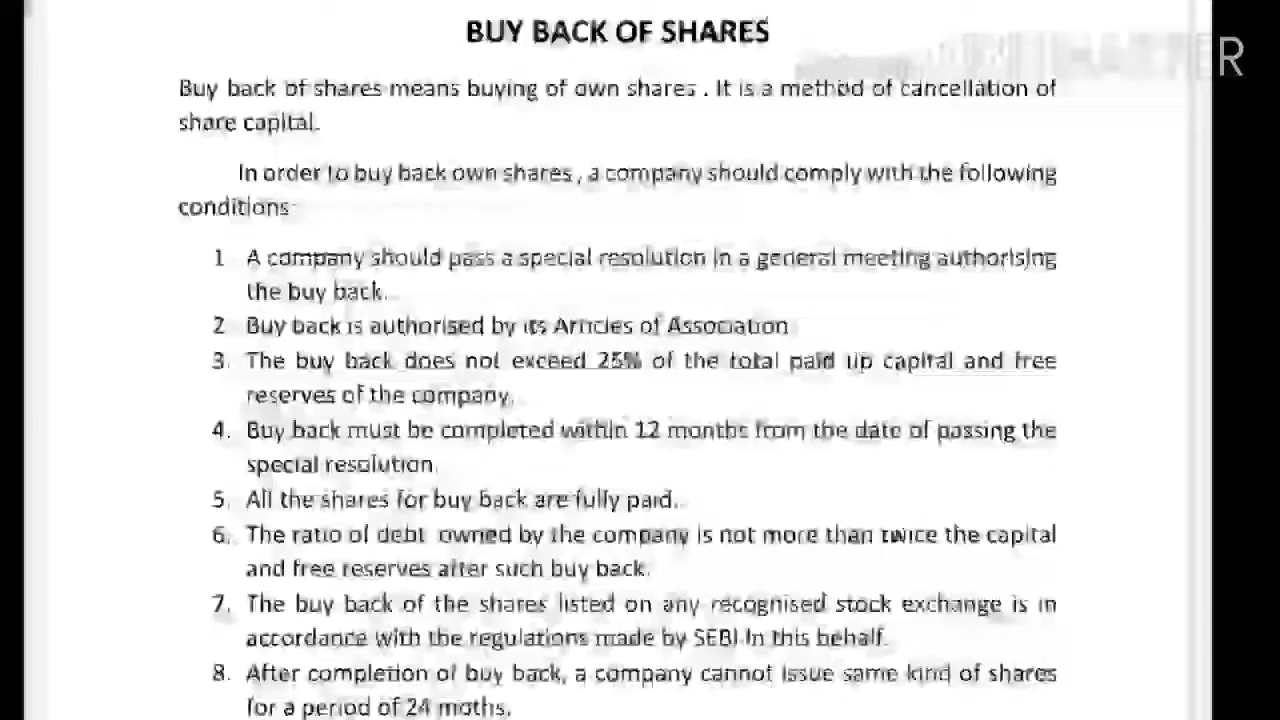 BUY BACK OF SHARES
Buy back of shares means buying of own shares . It is a method of cancellation of
share capital.
In order to buy back own shares , a company should comply with the following
conditions
1 A company should pass a special resolution in a general meeting authorising
the buy back.
2 Buy back is authorised by its Articles of Association
3. The buy back does not exceed 25% of the total paid up capital and free
reserves of the company.
4. Buy back must be completed within 12 months from the date of passing the
special resolution
5. All the shares for buy back are fully paid.
6. The ratio of debt owned by the company is not more than twice the capital
and free reserves after such buy back.
7. The buy back of the shares listed on any recognised stock exchange is in
accordance with the regulations made by SEBI in this behalf.
8. After completion of buy back, a company cannot issue same kind of shares
for a period of 24 moths.